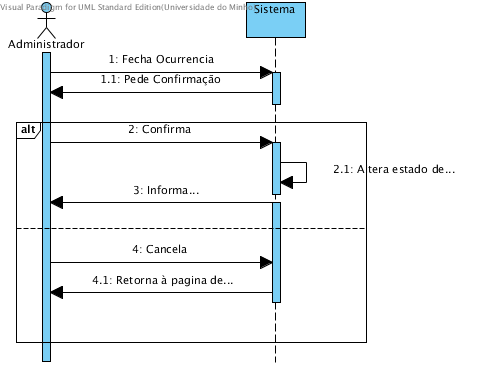 Visual Paradigm for UML Standard Edition(Universidade do Minho
Sistema
Administrador
1: Fecha Ocurrencia
1.1: Pede Confirmação
alt
2: Confirma
2.1: Altera estado de...
3: Informa...
4: Cancela
4.1: Retorna à pagina de...